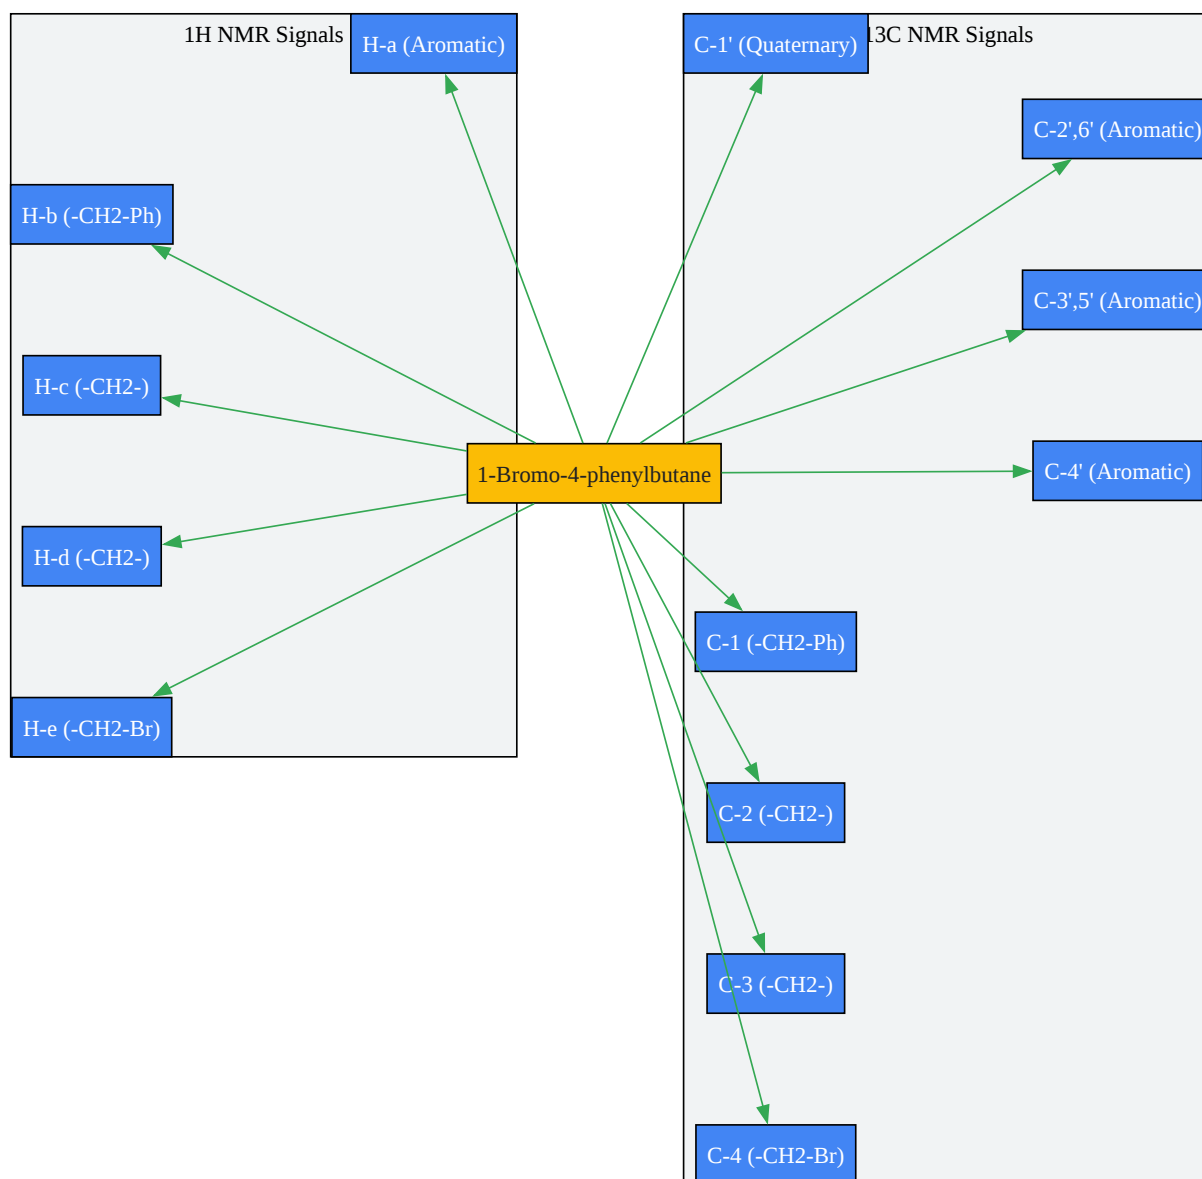 1H NMR Signals
H-a (Aromatic)
C-1' (Quaternary)
13C NMR Signals
C-2',6' (Aromatic)
H-b (-CH2-Ph)
C-3',5' (Aromatic)
H-c (-CH2-)
1-Bromo-4-phenylbutane
C-4' (Aromatic)
H-d (-CH2-)
C-1 (-CH2-Ph)
H-e (-CH2-Br)
C-2 (-CH2-)
C-3 (-CH2-)
C-4 (-CH2-Br)